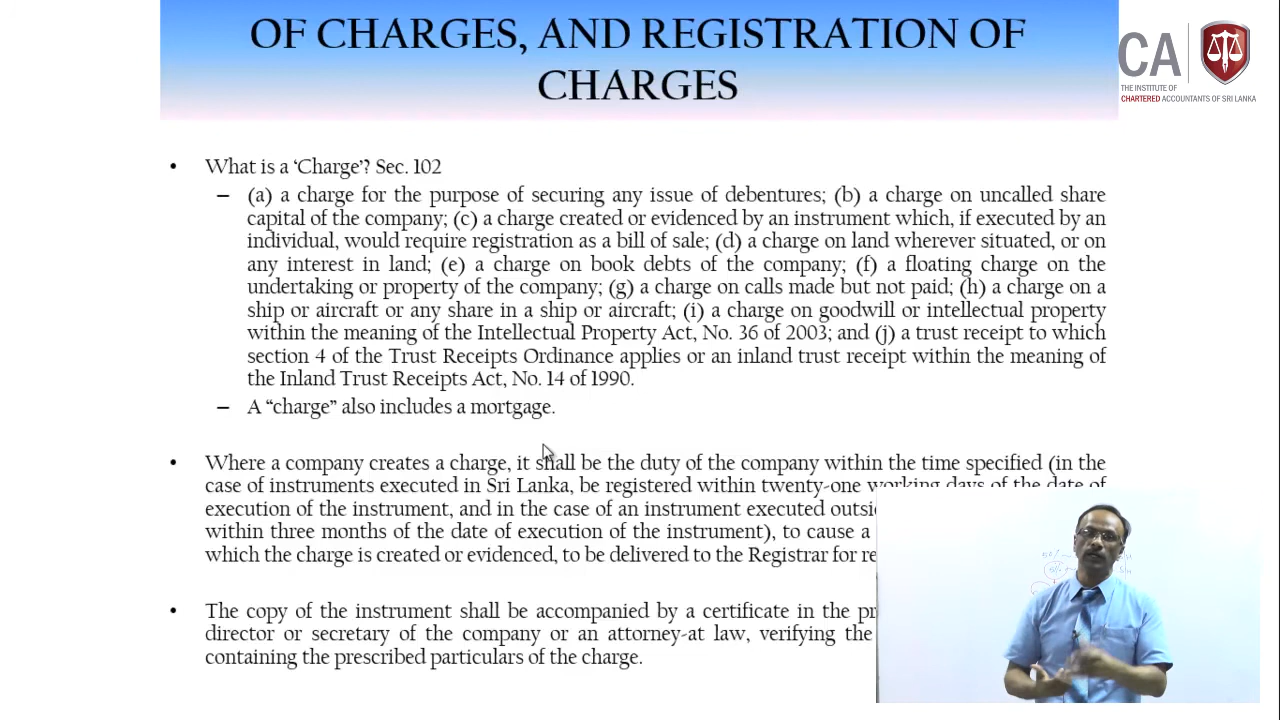 OF CHARGES, AND REGISTRATION OF
CHARGES
CA
THE INSTITUTE OF
CHARTERED ACCOUNTANTS OF SRI LANKA
• What is a ‘Charge’? Sec. 102
– (a) a charge for the purpose of securing any issue of debentures; (b) a charge on uncalled share
capital of the company; (c) a charge created or evidenced by an instrument which, if executed by an
individual, would require registration as a bill of sale; (d) a charge on land wherever situated, or on
any interest in land; (e) a charge on book debts of the company; (f) a floating charge on the
undertaking or property of the company; (g) a charge on calls made but not paid; (h) a charge on a
ship or aircraft or any share in a ship or aircraft; (i) a charge on goodwill or intellectual property
within the meaning of the Intellectual Property Act, No. 36 of 2003; and (j) a trust receipt to which
section 4 of the Trust Receipts Ordinance applies or an inland trust receipt within the meaning of
the Inland Trust Receipts Act, No. 14 of 1990.
– A “charge” also includes a mortgage.
• Where a company creates a charge, it shall be the duty of the company within the time specified (in the
case of instruments executed in Sri Lanka, be registered within twenty-one working days of the date of
execution of the instrument, and in the case of an instrument executed
within three months of the date of execution of the instrument), to cause a
which the charge is created or evidenced, to be delivered to the Registrar for
• The copy of the instrument shall be accompanied by a certificate in the
director or secretary of the company or an attorney-at law, verifying the
containing the prescribed particulars of the charge.